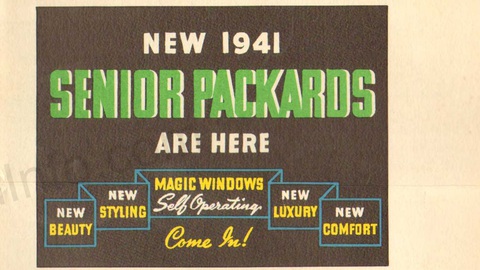 NEW 1941
SENIOR PACKARDS
ARE HERE
MAGIC WINDOWS
Self Operating.
NEW
BEAUTY
NEW
STYLING
NEW
LUXURY
NEW
COMFORT
Come In!